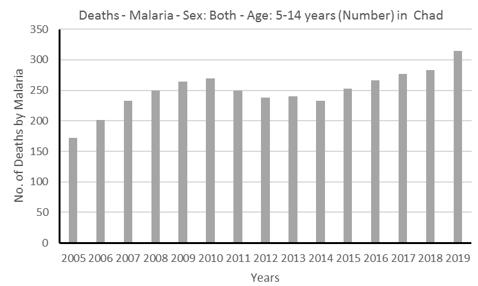 Deaths - Malaria - Sex: Both - Age: 5-14 years (Number) in Chad
350
300
250
200
150
100
50
0
No. of Deaths by Malaria
2005 2006 2007 2008 2009 2010 2011 2012 2013 2014 2015 2016 2017 2018 2019
Years